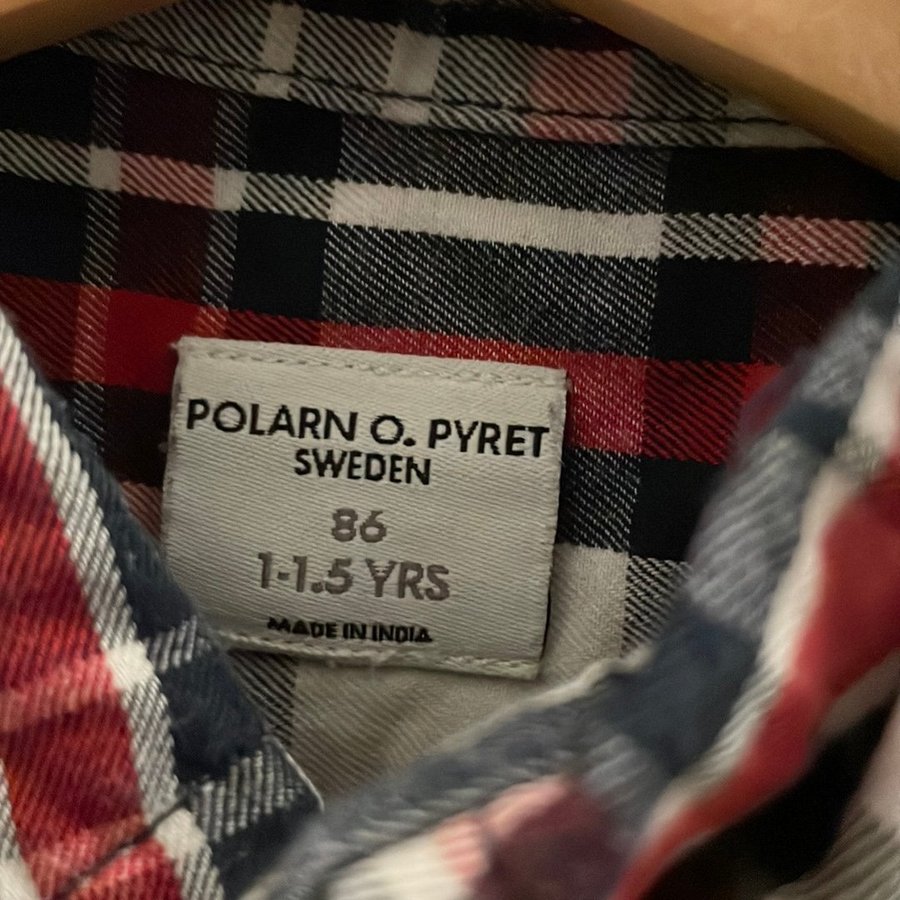 POLARN O. PYRET
SWEDEN
86
1-1.5 YRS
MADE IN INDIA